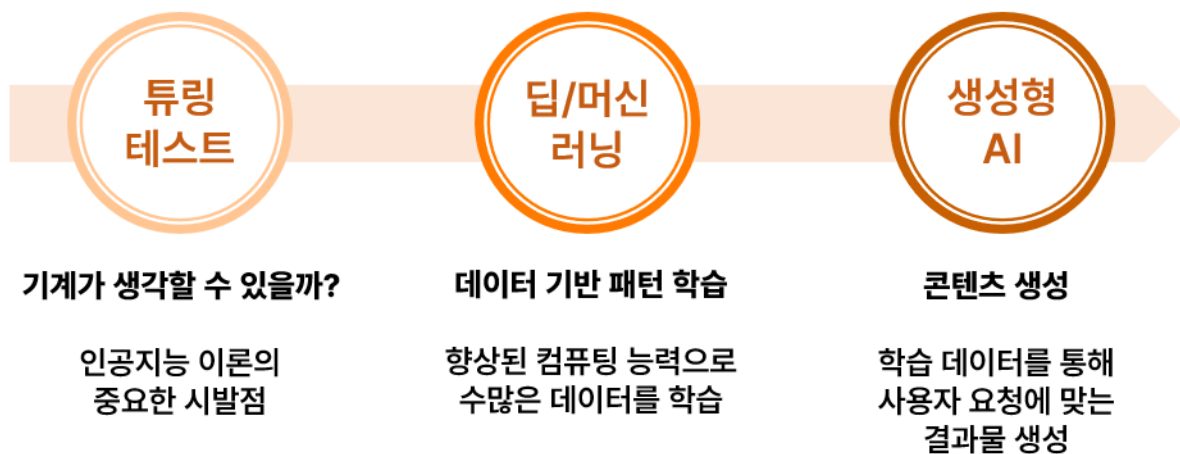 튜링
테스트
딥/머신
러닝
생성형
AI
기계가 생각할 수 있을까?
인공지능 이론의
중요한 시발점
데이터 기반 패턴 학습
향상된 컴퓨팅 능력으로
수많은 데이터를 학습
콘텐츠 생성
학습 데이터를 통해
사용자 요청에 맞는
결과물 생성